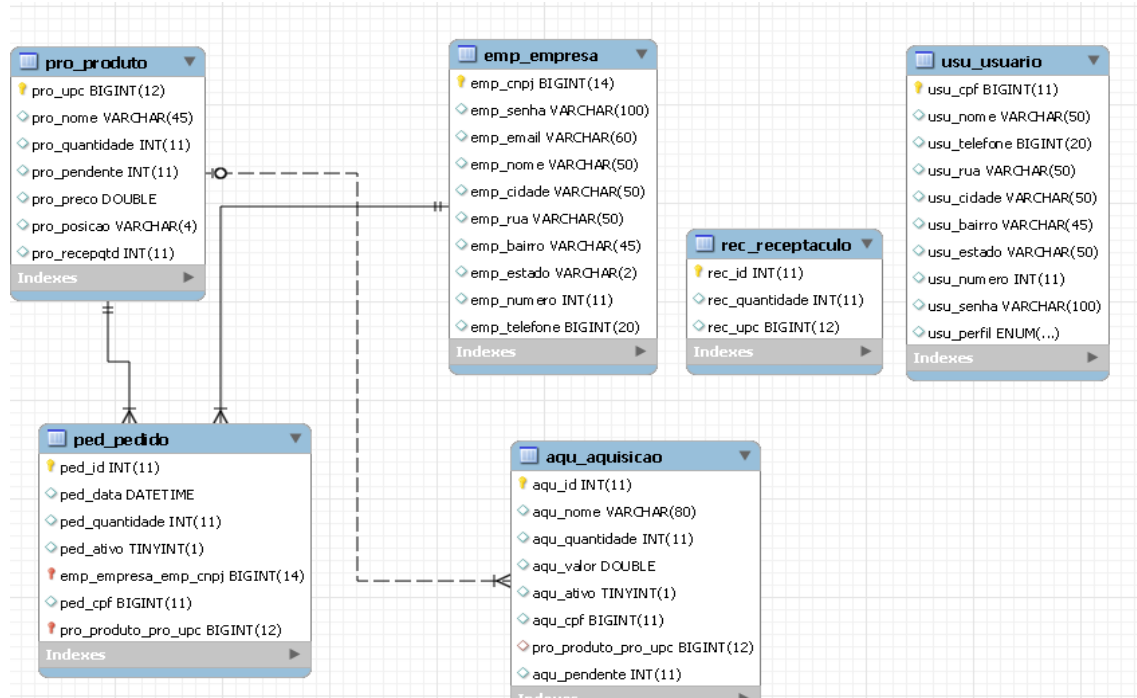 pro_produto
pro_upc BIGINT(12)
pro_nome VARCHAR(45)
pro_quantidade INT(11)
pro_pendente INT(11)
pro_preco DOUBLE
pro_posicao VARCHAR(4)
pro_recepqtd INT(11)
Indexes
emp_empresa
emp_cnpj BIGINT(14)
emp_senha VARCHAR(100)
emp_email VARCHAR(60)
emp_nome VARCHAR(50)
emp_cidade VARCHAR(50)
emp_rua VARCHAR(50)
emp_bairro VARCHAR(45)
emp_estado VARCHAR(2)
emp_numero INT(11)
emp_telefone BIGINT(20)
Indexes
rec_receptaculo
rec_id INT(11)
rec_quantidade INT(11)
rec_upc BIGINT(12)
Indexes
usu_usuario
usu_cpf BIGINT(11)
usu_nome VARCHAR(50)
usu_telefone BIGINT(20)
usu_rua VARCHAR(50)
usu_cidade VARCHAR(50)
usu_bairro VARCHAR(45)
usu_estado VARCHAR(50)
usu_numero INT(11)
usu_senha VARCHAR(100)
usu_perfil ENUM(...)
Indexes
ped_pedido
ped_id INT(11)
ped_data DATETIME
ped_quantidade INT(11)
ped_ativo TINYINT(1)
emp_empresa_emp_cnpj BIGINT(14)
ped_cpf BIGINT(11)
pro_produto_pro_upc BIGINT(12)
Indexes
aqu_aquisicao
aqu_id INT(11)
aqu_nome VARCHAR(80)
aqu_quantidade INT(11)
aqu_valor DOUBLE
aqu_ativo TINYINT(1)
aqu_cpf BIGINT(11)
pro_produto_pro_upc BIGINT(12)
aqu_pendente INT(11)
Indexes